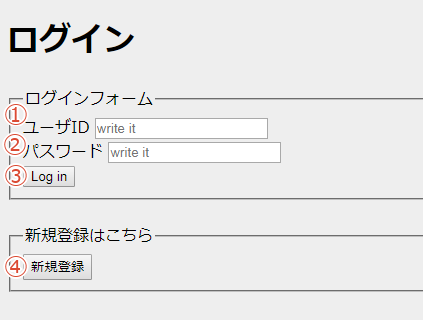 ログイン
ログインフォーム
① ユーザID write it
② パスワード write it
③ Log in
新規登録はこちら
④ 新規登録